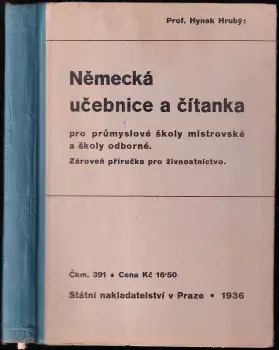 Prof. Hynek Hrubý:
Německá
učebnice a čítanka
pro průmyslové školy mistrovské
a školy odborné.
Zároveň příručka pro živnostnictvo.
Čkm. 391 • Cena Kč 16·50
Státní nakladatelství v Praze • 1936